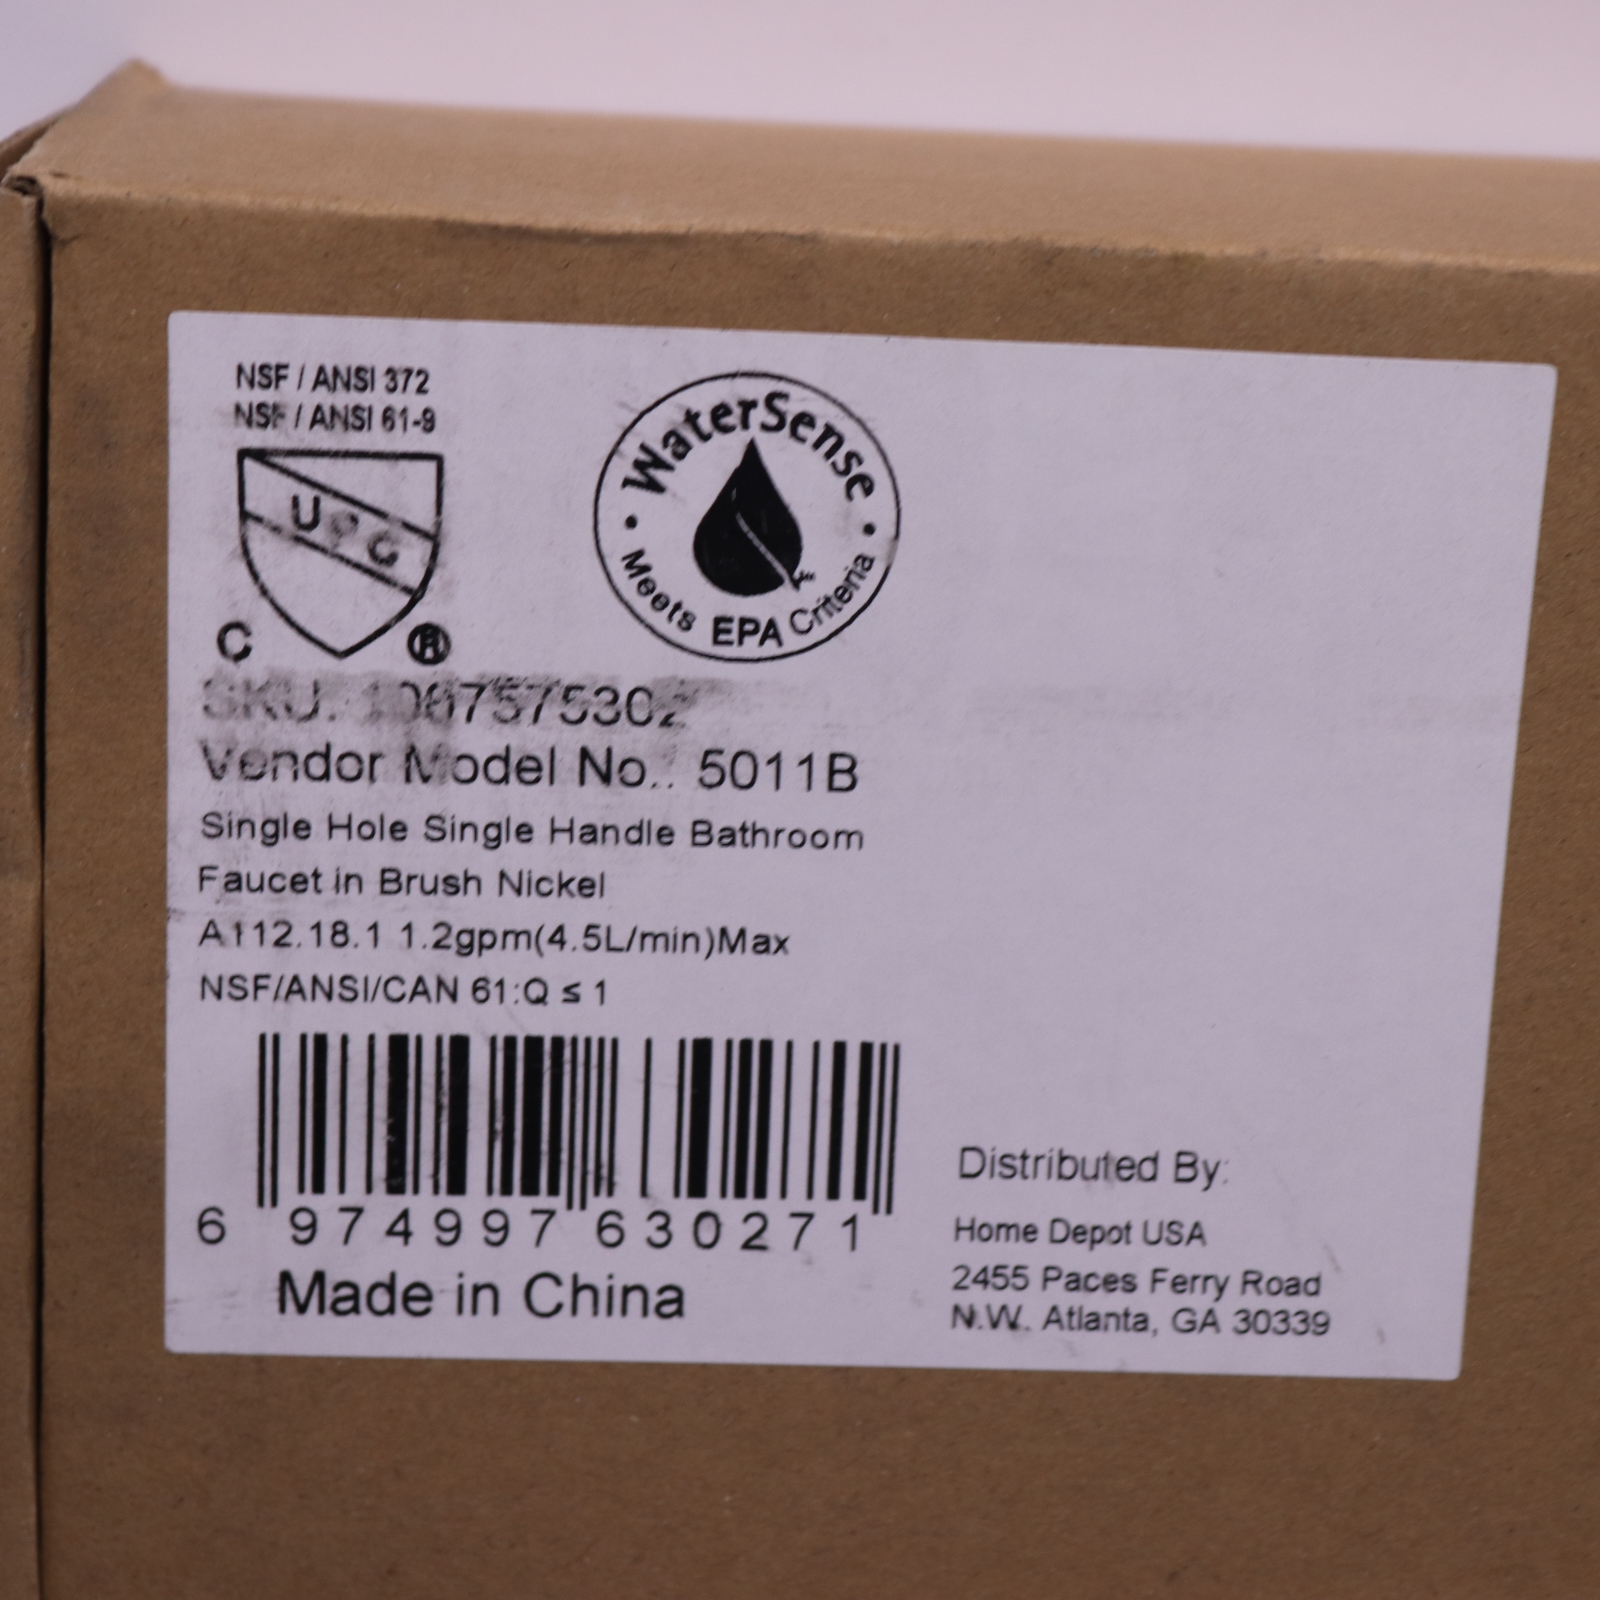 NSF / ANSI 372
NSF / ANSI 61-9
UPC
C ®
WaterSense
Meets EPA Criteria
SKU: 1067575302
Vendor Model No.: 5011B
Single Hole Single Handle Bathroom
Faucet in Brush Nickel
A112.18.1 1.2gpm(4.5L/min)Max
NSF/ANSI/CAN 61:Q ≤ 1
6 974997 630271
Made in China
Distributed By:
Home Depot USA
2455 Paces Ferry Road
N.W. Atlanta, GA 30339